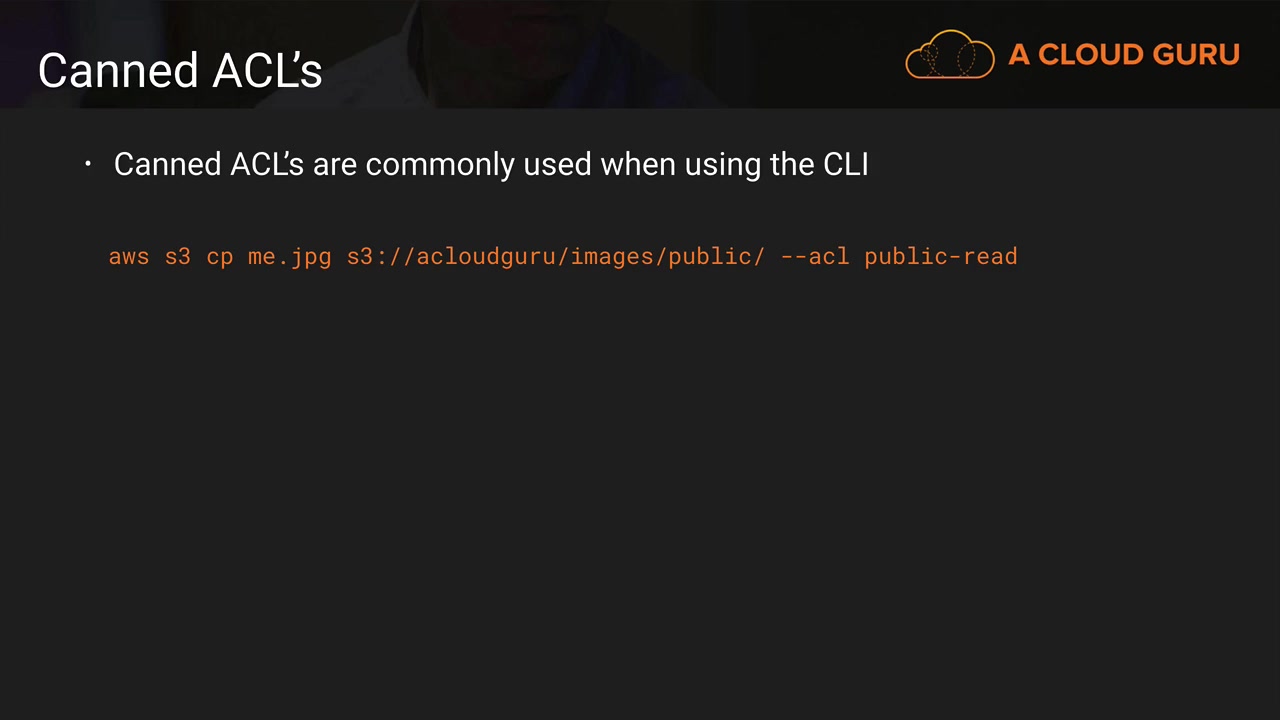 Canned ACL’s
A CLOUD GURU
• Canned ACL’s are commonly used when using the CLI
aws s3 cp me.jpg s3://acloudguru/images/public/ --acl public-read